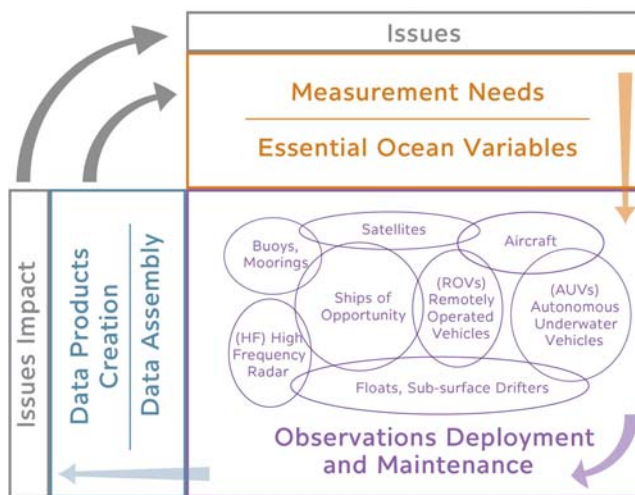 Issues
Measurement Needs
Essential Ocean Variables
Issues Impact
Data Products
Creation
Data Assembly
Satellites
Aircraft
Buoys,
Moorings
Ships of
Opportunity
(ROVs)
Remotely
Operated
Vehicles
(AUVs)
Autonomous
Underwater
Vehicles
(HF) High
Frequency
Radar
Floats, Sub-surface Drifters
Observations Deployment
and Maintenance